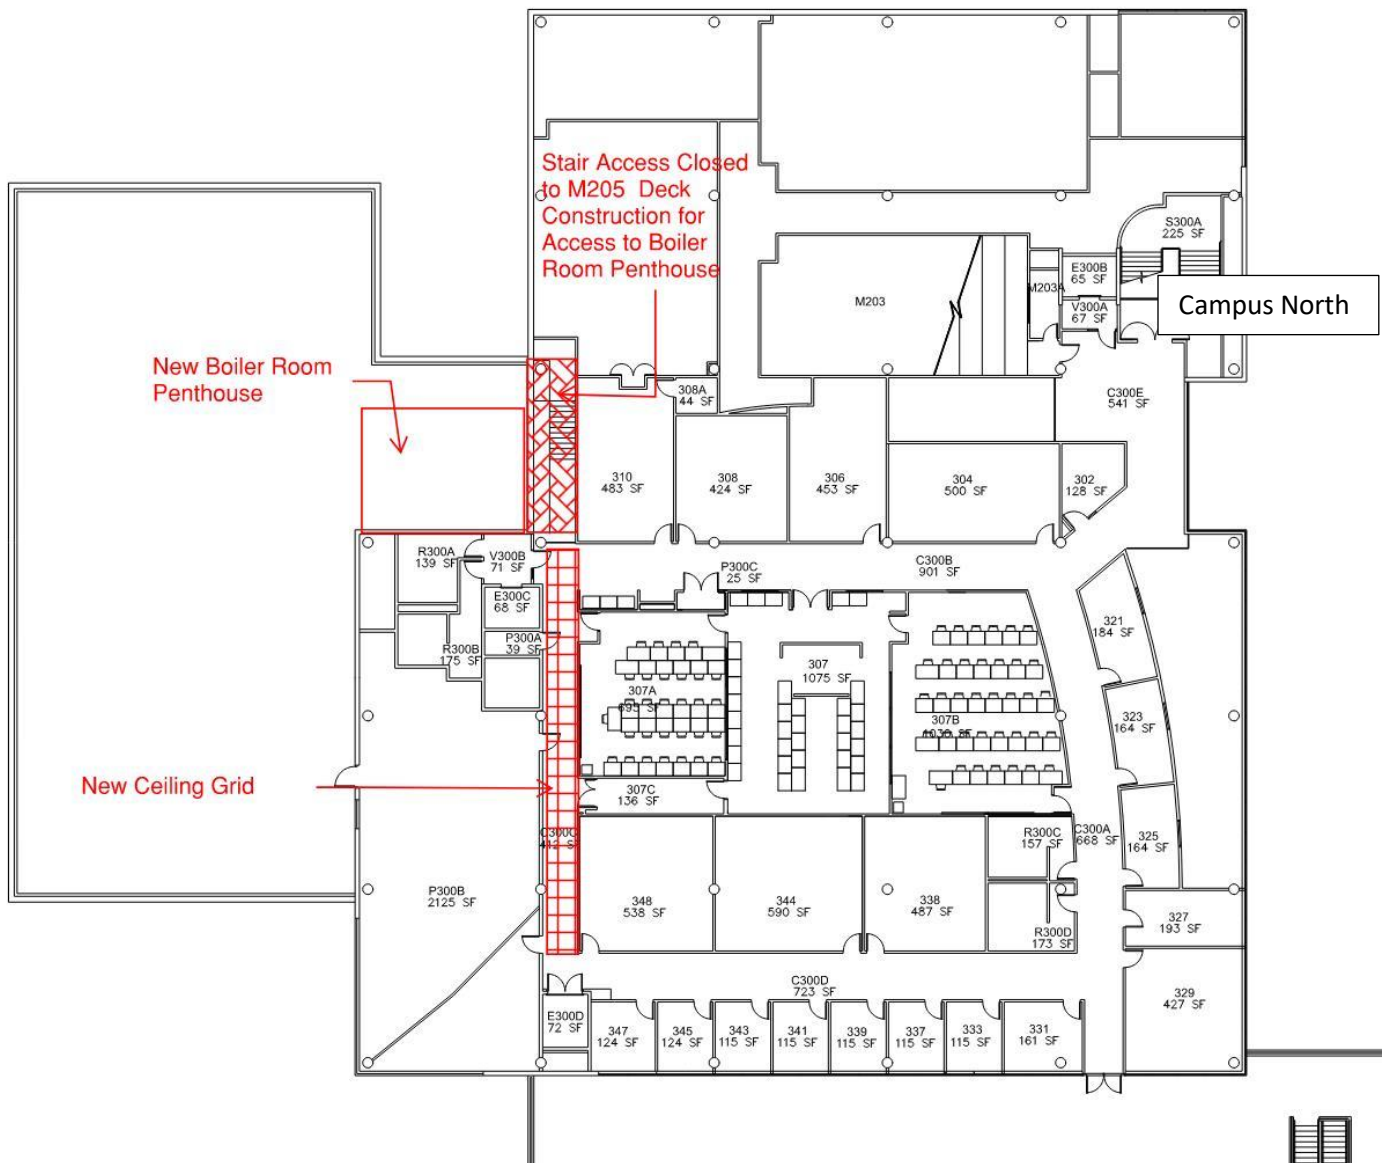 Stair Access Closed
to M205 Deck
Construction for
Access to Boiler
Room Penthouse
S300A
225 SF
E300B
65 SF
M203A
M203
V300A
67 SF
Campus North
New Boiler Room
Penthouse
308A
44 SF
C300E
541 SF
310
483 SF
308
424 SF
306
453 SF
304
500 SF
302
128 SF
R300A
139 SF
V300B
71 SF
P300C
25 SF
C300B
901 SF
E300C
68 SF
321
184 SF
P300A
39 SF
R300B
175 SF
307
1075 SF
307A
695 SF
323
164 SF
307B
1030 SF
New Ceiling Grid
307C
136 SF
C300C
412 SF
R300C
157 SF
C300A
668 SF
325
164 SF
P300B
2125 SF
348
538 SF
344
590 SF
338
487 SF
327
193 SF
R300D
173 SF
C300D
723 SF
329
427 SF
E300D
72 SF
347
124 SF
345
124 SF
343
115 SF
341
115 SF
339
115 SF
337
115 SF
333
115 SF
331
161 SF